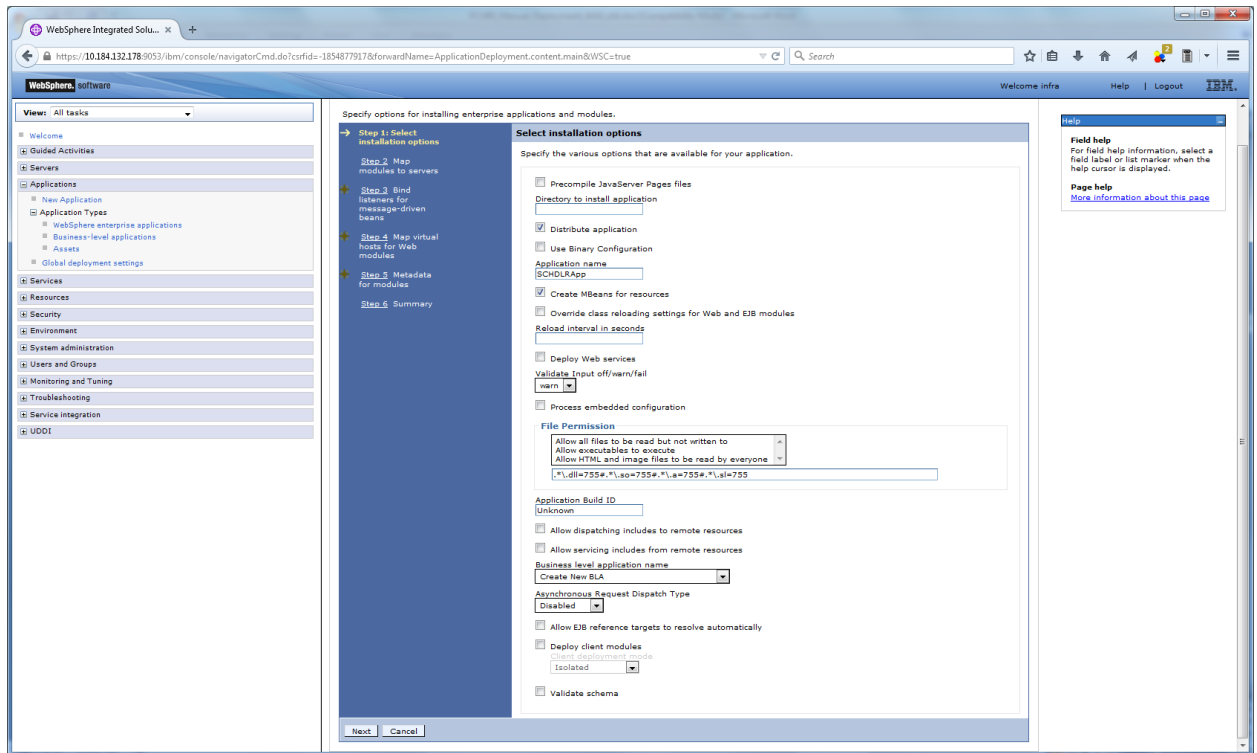 WebSphere Integrated Solu... × +
https://10.184.132.178:9053/ibm/console/navigatorCmd.do?csrfid=-1854877917&forwardName=ApplicationDeployment.content.main&WSC=true
Search
2
WebSphere. software
Welcome infra
Help | Logout
IBM.
View: All tasks
Welcome
Guided Activities
Servers
Applications
New Application
Application Types
WebSphere enterprise applications
Business-level applications
Assets
Global deployment settings
Services
Resources
Security
Environment
System administration
Users and Groups
Monitoring and Tuning
Troubleshooting
Service integration
UDDI
Specify options for installing enterprise applications and modules.
Step 1: Select
installation options
Step 2 Map
modules to servers
Step 3 Bind
listeners for
message-driven
beans
Step 4 Map virtual
hosts for Web
modules
Step 5 Metadata
for modules
Step 6 Summary
Select installation options
Specify the various options that are available for your application.
Precompile JavaServer Pages files
Directory to install application
Distribute application
Use Binary Configuration
Application name
SCHDLRApp
Create MBeans for resources
Override class reloading settings for Web and EJB modules
Reload interval in seconds
Deploy Web services
Validate Input off/warn/fail
warn
Process embedded configuration
File Permission
Allow all files to be read but not written to
Allow executables to execute
Allow HTML and image files to be read by everyone
.*\.dll=755#.*\.so=755#.*\.a=755#.*\.sl=755
Application Build ID
Unknown
Allow dispatching includes to remote resources
Allow servicing includes from remote resources
Business level application name
Create New BLA
Asynchronous Request Dispatch Type
Disabled
Allow EJB reference targets to resolve automatically
Deploy client modules
Client deployment mode
Isolated
Validate schema
Next
Cancel
Help
Field help
For field help information, select a
field label or list marker when the
help cursor is displayed.
Page help
More information about this page